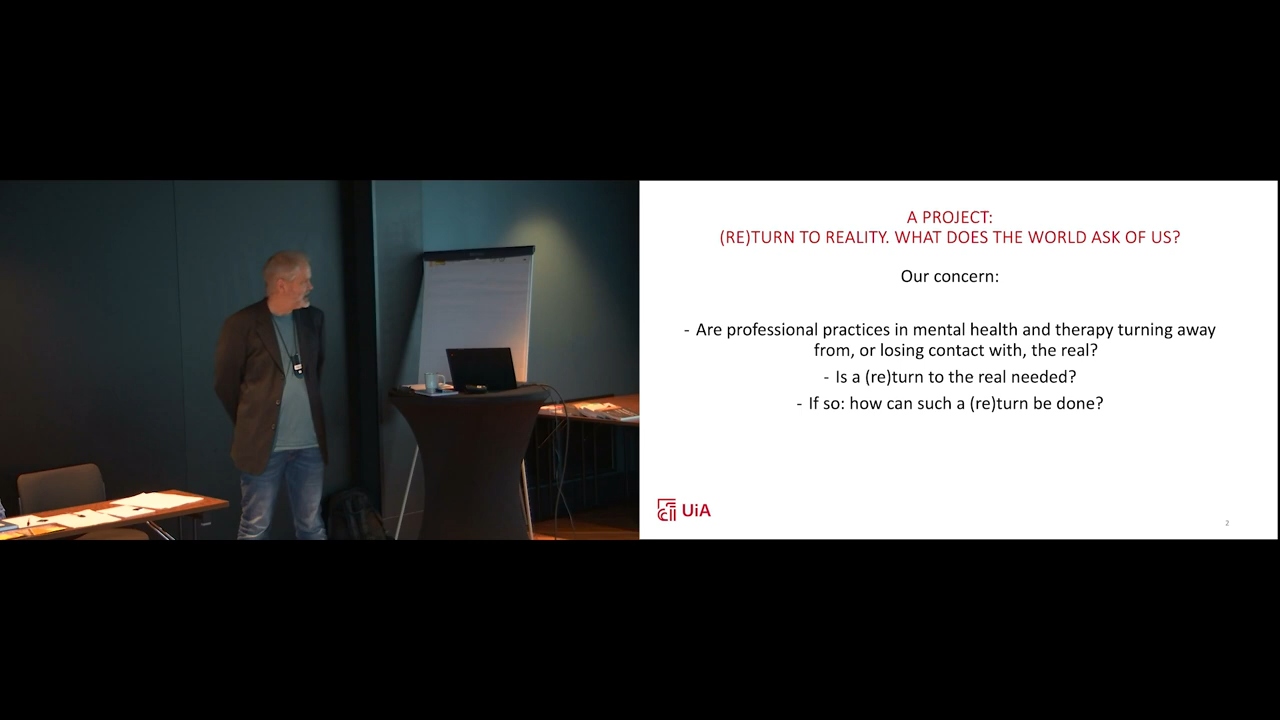 A PROJECT:
(RE)TURN TO REALITY. WHAT DOES THE WORLD ASK OF US?
Our concern:
- Are professional practices in mental health and therapy turning away
from, or losing contact with, the real?
- Is a (re)turn to the real needed?
- If so: how can such a (re)turn be done?
UiA
2